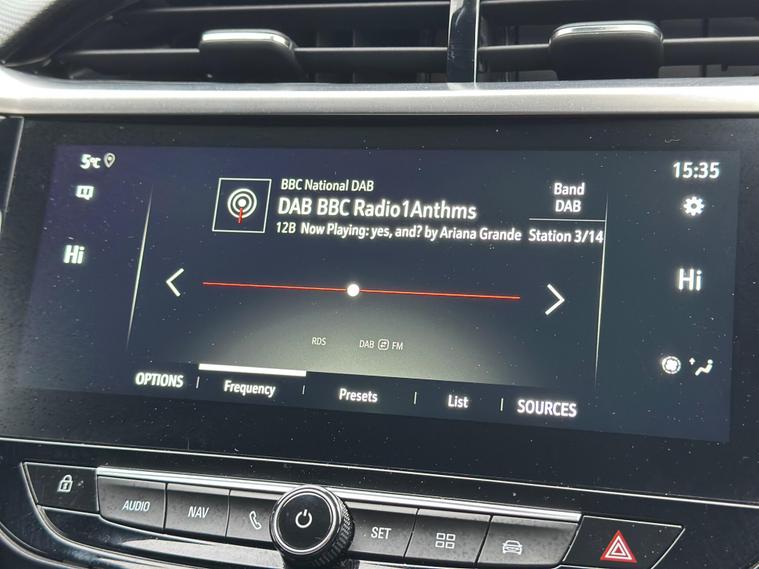 5°C
15:35
BBC National DAB
DAB BBC Radio1Anthms
12B Now Playing: yes, and? by Ariana Grande
Band
DAB
Station 3/14
Hi
Hi
RDS
DAB FM
OPTIONS
Frequency
Presets
List
SOURCES
AUDIO
NAV
SET